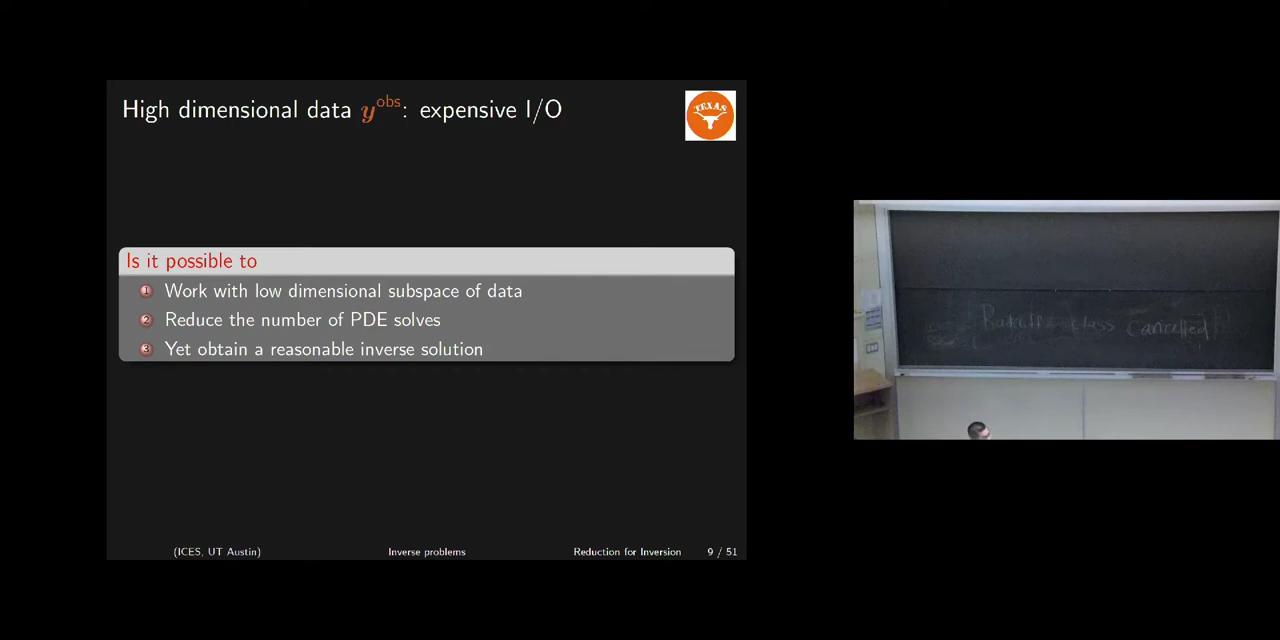 High dimensional data y^obs: expensive I/O
TEXAS
Is it possible to
1 Work with low dimensional subspace of data
2 Reduce the number of PDE solves
3 Yet obtain a reasonable inverse solution
(ICES, UT Austin) Inverse problems Reduction for Inversion 9 / 51
class Cancelled